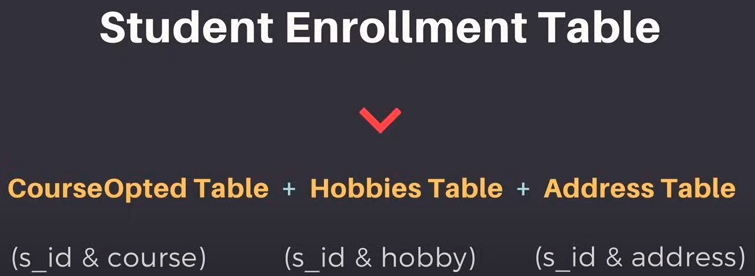 Student Enrollment Table
CourseOpted Table + Hobbies Table + Address Table
(s_id & course) (s_id & hobby) (s_id & address)